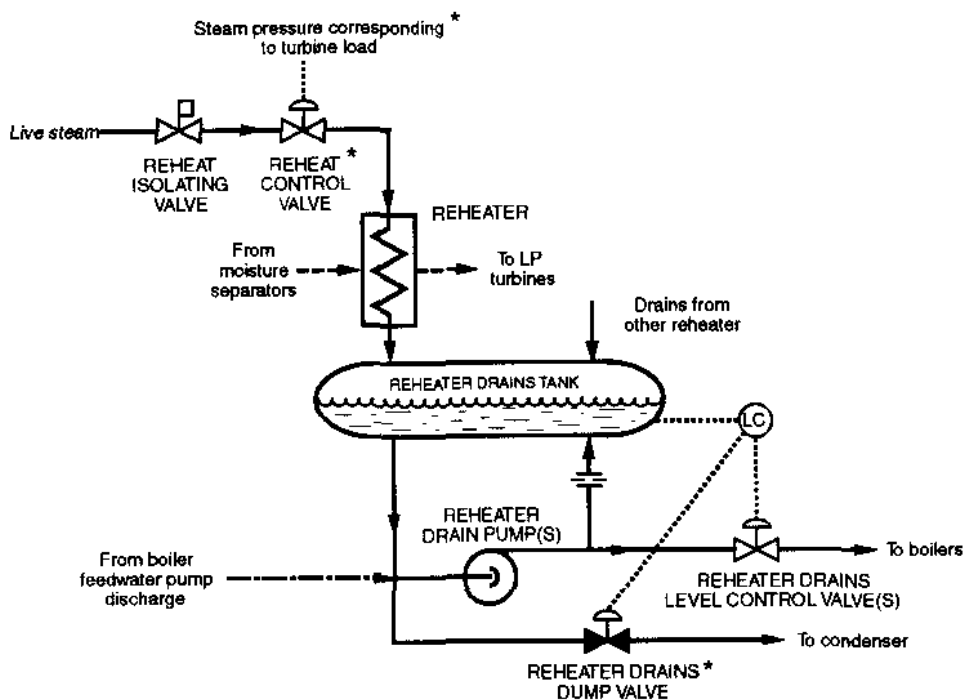 Steam pressure corresponding *
to turbine load
Live steam
REHEAT
ISOLATING
VALVE
REHEAT *
CONTROL
VALVE
REHEATER
From
moisture
separators
To LP
turbines
Drains from
other reheater
REHEATER DRAINS TANK
LC
REHEATER
DRAIN PUMP(S)
From boiler
feedwater pump
discharge
To boilers
REHEATER DRAINS
LEVEL CONTROL VALVE(S)
To condenser
REHEATER DRAINS *
DUMP VALVE